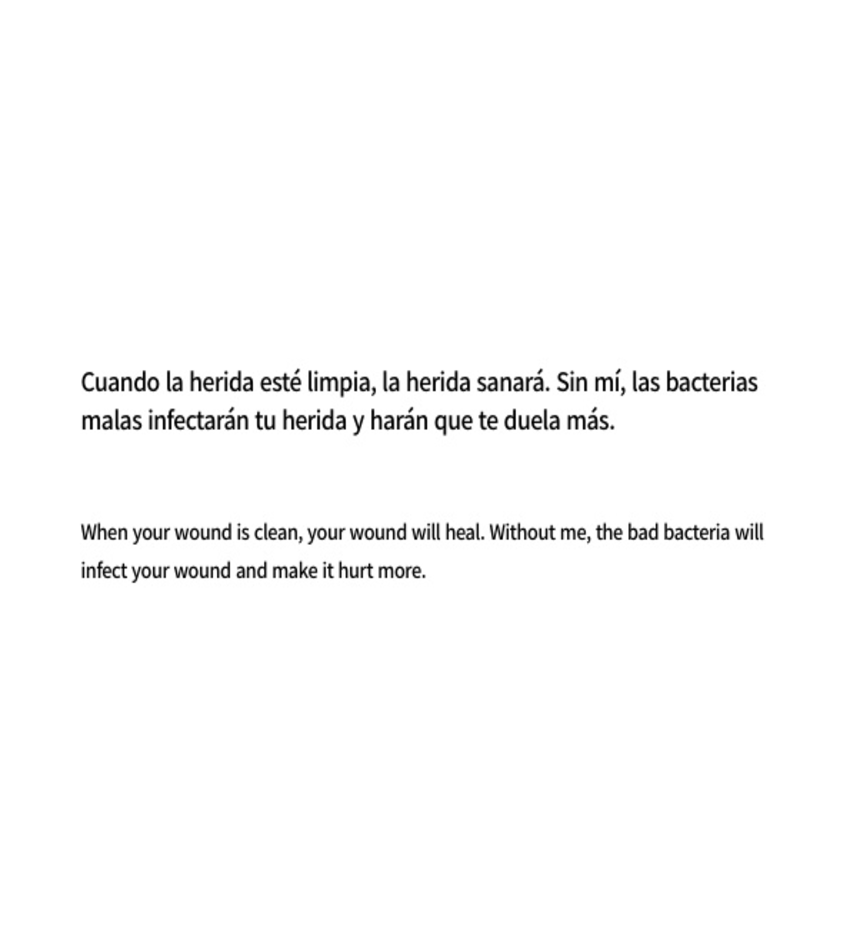 Cuando la herida esté limpia, la herida sanará. Sin mí, las bacterias
malas infectarán tu herida y harán que te duela más.
When your wound is clean, your wound will heal. Without me, the bad bacteria will
infect your wound and make it hurt more.